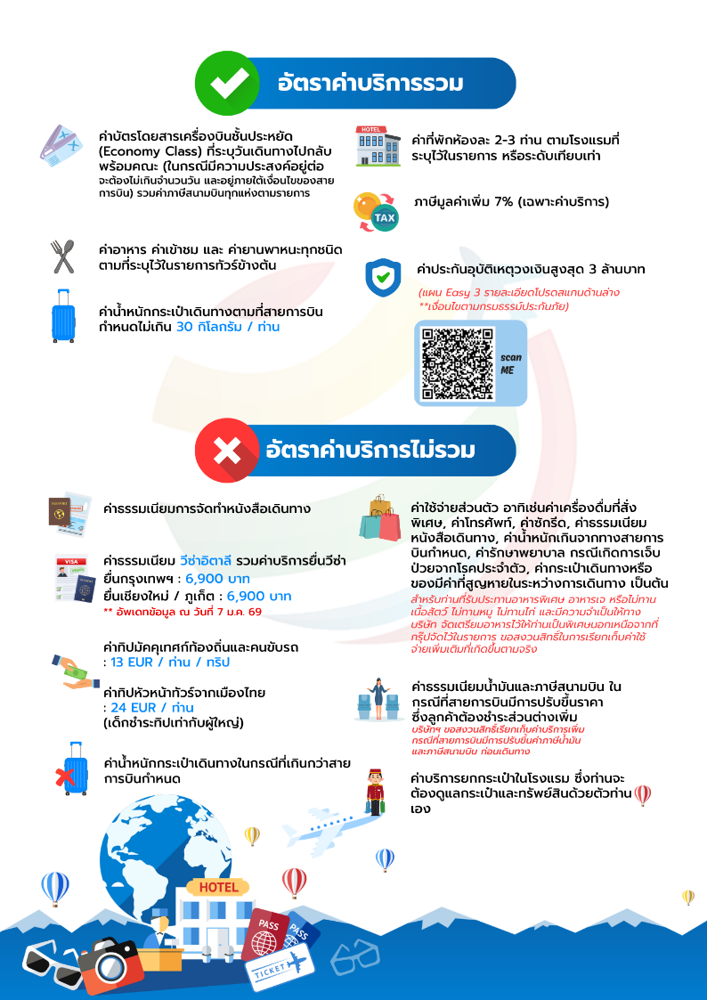 อัตราค่าบริการรวม
ค่าบัตรโดยสารเครื่องบินชั้นประหยัด
(Economy Class) ที่ระบุวันเดินทางไปกลับ
พร้อมคณะ (ในกรณีมีความประสงค์อยู่ต่อ
จะต้องไม่เกินจำนวนวัน และอยู่ภายใต้เงื่อนไขของสาย
การบิน) รวมค่าภาษีสนามบินทุกแห่งตามรายการ
ค่าอาหาร ค่าเข้าชม และ ค่ายานพาหนะทุกชนิด
ตามที่ระบุไว้ในรายการทัวร์ข้างต้น
ค่าน้ำหนักกระเป๋าเดินทางตามที่สายการบิน
กำหนดไม่เกิน 30 กิโลกรัม / ท่าน
HOTEL
ค่าที่พักห้องละ 2-3 ท่าน ตามโรงแรมที่
ระบุไว้ในรายการ หรือระดับเทียบเท่า
TAX
ภาษีมูลค่าเพิ่ม 7% (เฉพาะค่าบริการ)
ค่าประกันอุบัติเหตุวงเงินสูงสุด 3 ล้านบาท
(แผน Easy 3 รายละเอียดโปรดสแกนด้านล่าง
**เงื่อนไขตามกรมธรรม์ประกันภัย)
scan
ME
อัตราค่าบริการไม่รวม
PASSPORT
ค่าธรรมเนียมการจัดทำหนังสือเดินทาง
VISA
ค่าธรรมเนียม วีซ่าอิตาลี รวมค่าบริการยื่นวีซ่า
ยื่นกรุงเทพฯ : 6,900 บาท
ยื่นเชียงใหม่ / ภูเก็ต : 6,900 บาท
** อัพเดทข้อมูล ณ วันที่ 7 ม.ค. 69
ค่าทิปมัคคุเทศก์ท้องถิ่นและคนขับรถ
: 13 EUR / ท่าน / ทริป
ค่าทิปหัวหน้าทัวร์จากเมืองไทย
: 24 EUR / ท่าน
(เด็กชำระทิปเท่ากับผู้ใหญ่)
ค่าน้ำหนักกระเป๋าเดินทางในกรณีที่เกินกว่าสาย
การบินกำหนด
ค่าใช้จ่ายส่วนตัว อาทิเช่นค่าเครื่องดื่มที่สั่ง
พิเศษ, ค่าโทรศัพท์, ค่าซักรีด, ค่าธรรมเนียม
หนังสือเดินทาง, ค่าน้ำหนักเกินจากทางสายการ
บินกำหนด, ค่ารักษาพยาบาล กรณีเกิดการเจ็บ
ป่วยจากโรคประจำตัว, ค่ากระเป๋าเดินทางหรือ
ของมีค่าที่สูญหายในระหว่างการเดินทาง เป็นต้น
สำหรับท่านที่รับประทานอาหารพิเศษ อาหารเจ หรือไม่ทาน
เนื้อสัตว์ ไม่ทานหมู ไม่ทานไก่ และมีความจำเป็นให้ทาง
บริษัท จัดเตรียมอาหารไว้ให้ท่านเป็นพิเศษนอกเหนือจากที่
กรุ๊ปจัดไว้ในรายการ ขอสงวนสิทธิ์ในการเรียกเก็บค่าใช้
จ่ายเพิ่มเติมที่เกิดขึ้นตามจริง
ค่าธรรมเนียมน้ำมันและภาษีสนามบิน ใน
กรณีที่สายการบินมีการปรับขึ้นราคา
ซึ่งลูกค้าต้องชำระส่วนต่างเพิ่ม
บริษัทฯ ขอสงวนสิทธิ์เรียกเก็บค่าบริการเพิ่ม
กรณีที่สายการบินมีการปรับขึ้นค่าภาษีน้ำมัน
และภาษีสนามบิน ก่อนเดินทาง
ค่าบริการยกกระเป๋าในโรงแรม ซึ่งท่านจะ
ต้องดูแลกระเป๋าและทรัพย์สินด้วยตัวท่าน
เอง
HOTEL
PASS
PASS
TICKET